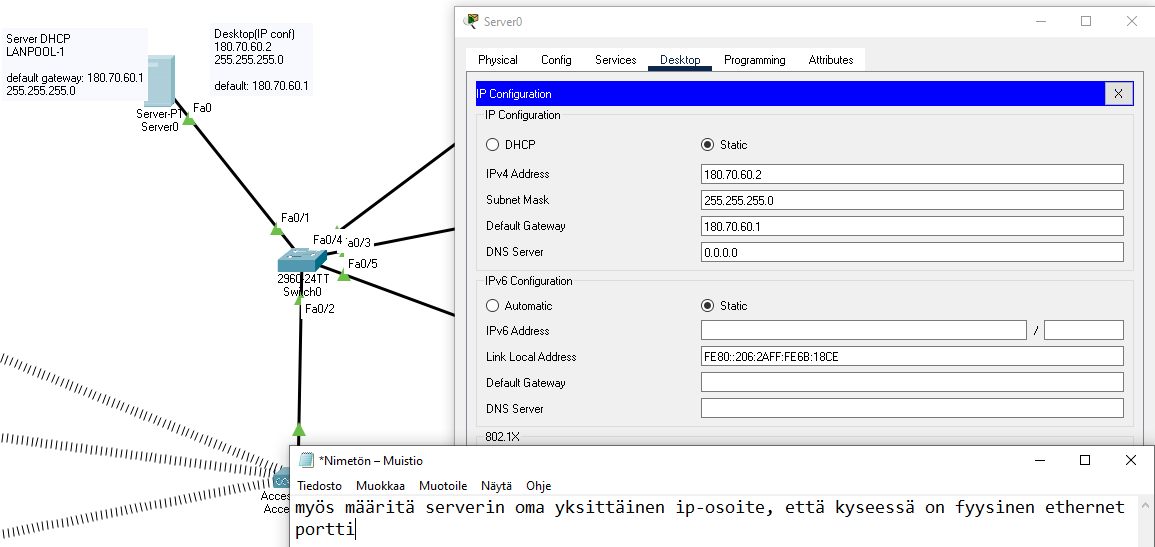 Server DHCP
LANPOOL-1
default gateway: 180.70.60.1
255.255.255.0
Desktop(IP conf)
180.70.60.2
255.255.255.0
default: 180.70.60.1
Fa0
Server-PT
Server0
Fa0/1
Fa0/4
a0/3
Fa0/5
2960-24TT
Switch0
Fa0/2
Server0
Physical Config Services Desktop Programming Attributes
IP Configuration X
IP Configuration
DHCP Static
IPv4 Address 180.70.60.2
Subnet Mask 255.255.255.0
Default Gateway 180.70.60.1
DNS Server 0.0.0.0
IPv6 Configuration
Automatic Static
IPv6 Address /
Link Local Address FE80::206:2AFF:FE6B:18CE
Default Gateway
DNS Server
802.1X
Acces
Acce
*Nimetön – Muistio
Tiedosto Muokkaa Muotoile Näytä Ohje
myös määritä serverin oma yksittäinen ip-osoite, että kyseessä on fyysinen ethernet
portti